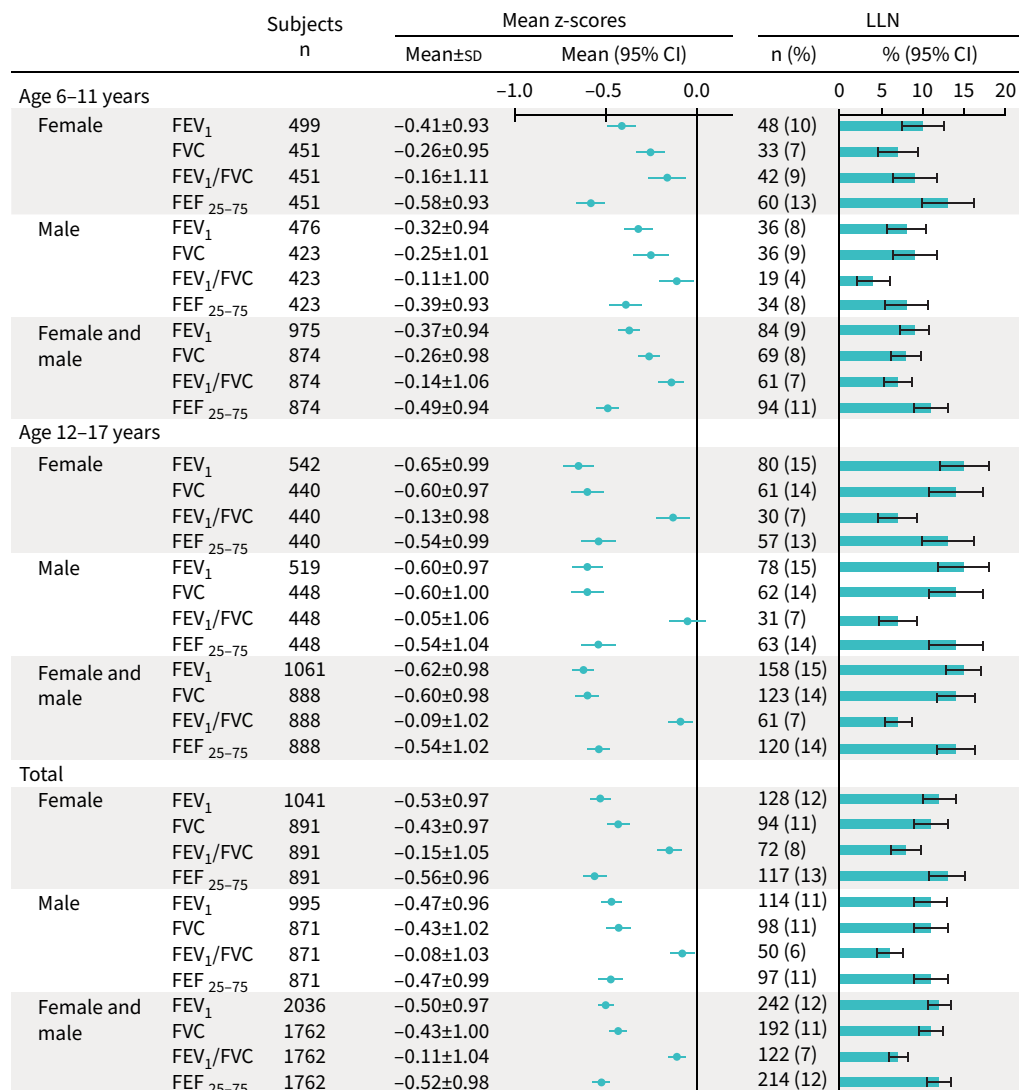 Subjects Mean z-scores LLN
n Mean±SD Mean (95% CI) n (%) % (95% CI)
Age 6–11 years –1.0 –0.5 0.0 0 5 10 15 20
Female FEV1 499 –0.41±0.93 48 (10)
FVC 451 –0.26±0.95 33 (7)
FEV1/FVC 451 –0.16±1.11 42 (9)
FEF 25–75 451 –0.58±0.93 60 (13)
Male FEV1 476 –0.32±0.94 36 (8)
FVC 423 –0.25±1.01 36 (9)
FEV1/FVC 423 –0.11±1.00 19 (4)
FEF 25–75 423 –0.39±0.93 34 (8)
Female and FEV1 975 –0.37±0.94 84 (9)
male FVC 874 –0.26±0.98 69 (8)
FEV1/FVC 874 –0.14±1.06 61 (7)
FEF 25–75 874 –0.49±0.94 94 (11)
Age 12–17 years
Female FEV1 542 –0.65±0.99 80 (15)
FVC 440 –0.60±0.97 61 (14)
FEV1/FVC 440 –0.13±0.98 30 (7)
FEF 25–75 440 –0.54±0.99 57 (13)
Male FEV1 519 –0.60±0.97 78 (15)
FVC 448 –0.60±1.00 62 (14)
FEV1/FVC 448 –0.05±1.06 31 (7)
FEF 25–75 448 –0.54±1.04 63 (14)
Female and FEV1 1061 –0.62±0.98 158 (15)
male FVC 888 –0.60±0.98 123 (14)
FEV1/FVC 888 –0.09±1.02 61 (7)
FEF 25–75 888 –0.54±1.02 120 (14)
Total
Female FEV1 1041 –0.53±0.97 128 (12)
FVC 891 –0.43±0.97 94 (11)
FEV1/FVC 891 –0.15±1.05 72 (8)
FEF 25–75 891 –0.56±0.96 117 (13)
Male FEV1 995 –0.47±0.96 114 (11)
FVC 871 –0.43±1.02 98 (11)
FEV1/FVC 871 –0.08±1.03 50 (6)
FEF 25–75 871 –0.47±0.99 97 (11)
Female and FEV1 2036 –0.50±0.97 242 (12)
male FVC 1762 –0.43±1.00 192 (11)
FEV1/FVC 1762 –0.11±1.04 122 (7)
FEF 25–75 1762 –0.52±0.98 214 (12)